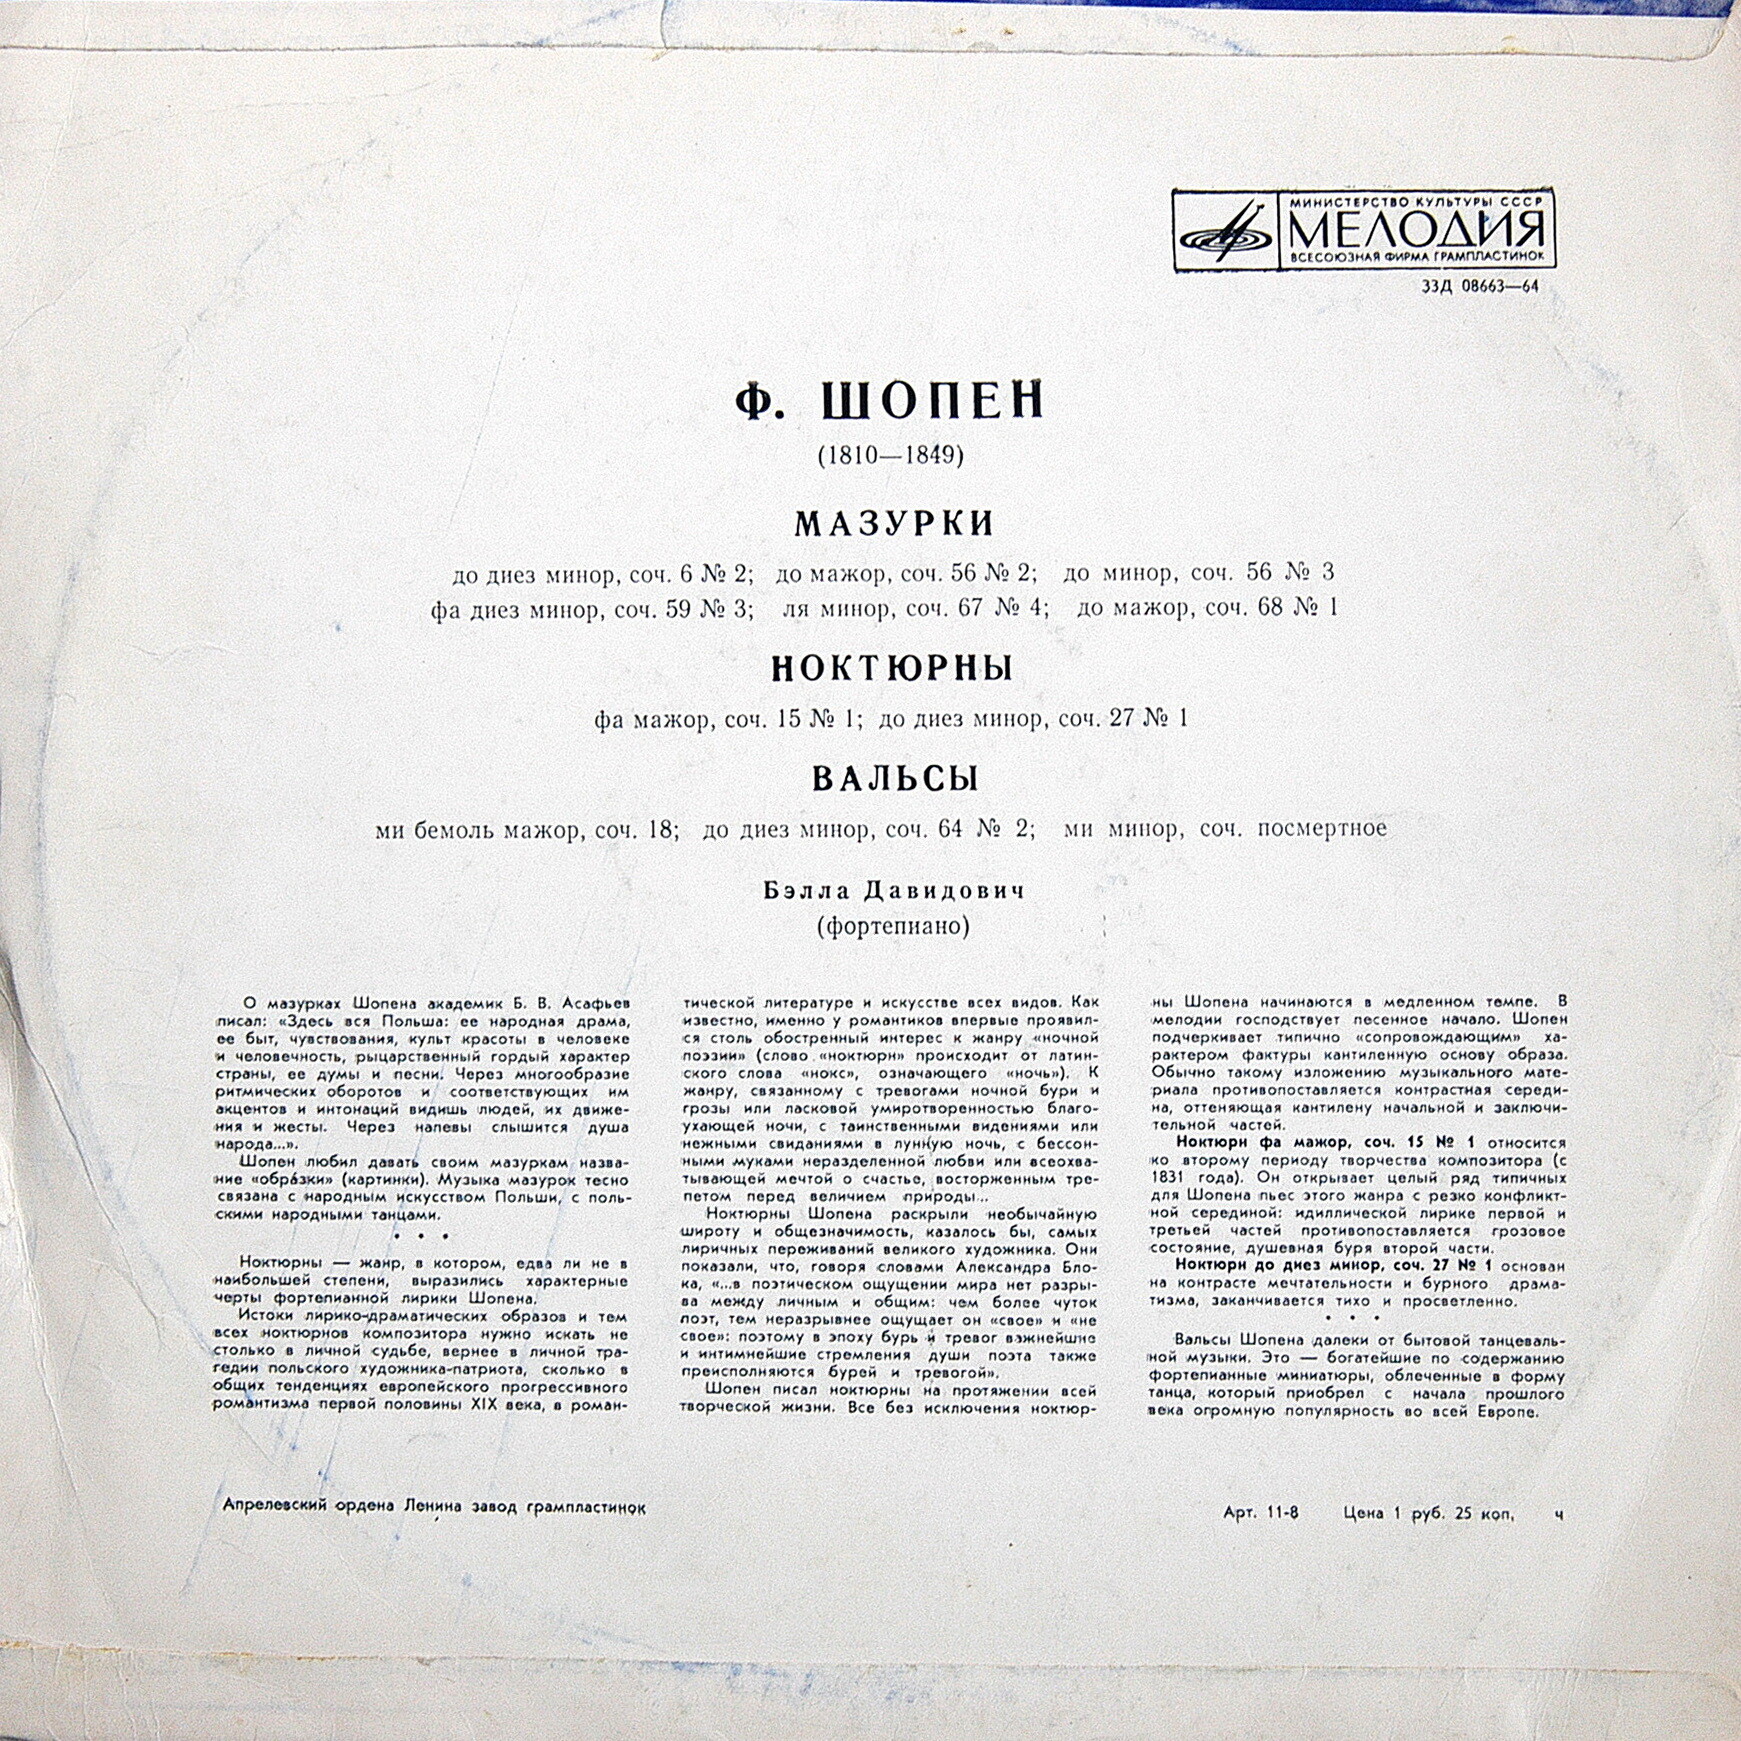 МИНИСТЕРСТВО КУЛЬТУРЫ СССР
МЕЛОДИЯ
ВСЕСОЮЗНАЯ ФИРМА ГРАМПЛАСТИНОК
33Д 08663—64
Ф. ШОПЕН
(1810—1849)
МАЗУРКИ
до диез минор, соч. 6 № 2; до мажор, соч. 56 № 2; до минор, соч. 56 № 3
фа диез минор, соч. 59 № 3; ля минор, соч. 67 № 4; до мажор, соч. 68 № 1
НОКТЮРНЫ
фа мажор, соч. 15 № 1; до диез минор, соч. 27 № 1
ВАЛЬСЫ
ми бемоль мажор, соч. 18; до диез минор, соч. 64 № 2; ми минор, соч. посмертное
Бэлла Давидович
(фортепиано)
О мазурках Шопена академик Б. В. Асафьев
писал: «Здесь вся Польша: ее народная драма,
ее быт, чувствования, культ красоты в человеке
и человечность, рыцарственный гордый характер
страны, ее думы и песни. Через многообразие
ритмических оборотов и соответствующих им
акцентов и интонаций видишь людей, их движе-
ния и жесты. Через напевы слышится душа
народа...».
Шопен любил давать своим мазуркам назва-
ние «обра́зки» (картинки). Музыка мазурок тесно
связана с народным искусством Польши, с поль-
скими народными танцами.
• • •
Ноктюрны — жанр, в котором, едва ли не в
наибольшей степени, выразились характерные
черты фортепианной лирики Шопена.
Истоки лирико-драматических образов и тем
всех ноктюрнов композитора нужно искать не
столько в личной судьбе, вернее в личной тра-
гедии польского художника-патриота, сколько в
общих тенденциях европейского прогрессивного
романтизма первой половины XIX века, в роман-
тической литературе и искусстве всех видов. Как
известно, именно у романтиков впервые проявил-
ся столь обостренный интерес к жанру «ночной
поэзии» (слово «ноктюрн» происходит от латин-
ского слова «нокс», означающего «ночь»). К
жанру, связанному с тревогами ночной бури и
грозы или ласковой умиротворенностью благо-
ухающей ночи, с таинственными видениями или
нежными свиданиями в лунную ночь, с бессон-
ными муками неразделенной любви или всеохва-
тывающей мечтой о счастье, восторженным тре-
петом перед величием природы...
Ноктюрны Шопена раскрыли необычайную
широту и общезначимость, казалось бы, самых
лиричных переживаний великого художника. Они
показали, что, говоря словами Александра Бло-
ка, «...в поэтическом ощущении мира нет разры-
ва между личным и общим: чем более чуток
поэт, тем неразрывнее ощущает он «свое» и «не
свое»: поэтому в эпоху бурь и тревог важнейшие
и интимнейшие стремления души поэта также
преисполняются бурей и тревогой».
Шопен писал ноктюрны на протяжении всей
творческой жизни. Все без исключения ноктюр-
ны Шопена начинаются в медленном темпе. В
мелодии господствует песенное начало. Шопен
подчеркивает типично «сопровождающим» ха-
рактером фактуры кантиленную основу образа.
Обычно такому изложению музыкального мате-
риала противопоставляется контрастная середи-
на, оттеняющая кантилену начальной и заключи-
тельной частей.
Ноктюрн фа мажор, соч. 15 № 1 относится
ко второму периоду творчества композитора (с
1831 года). Он открывает целый ряд типичных
для Шопена пьес этого жанра с резко конфликт-
ной серединой: идиллической лирике первой и
третьей частей противопоставляется грозовое
состояние, душевная буря второй части.
Ноктюрн до диез минор, соч. 27 № 1 основан
на контрасте мечтательности и бурного драма-
тизма, заканчивается тихо и просветленно.
• • •
Вальсы Шопена далеки от бытовой танцеваль-
ной музыки. Это — богатейшие по содержанию
фортепианные миниатюры, облеченные в форму
танца, который приобрел с начала прошлого
века огромную популярность во всей Европе.
Апрелевский ордена Ленина завод грампластинок
Арт. 11-8 Цена 1 руб. 25 коп. ч